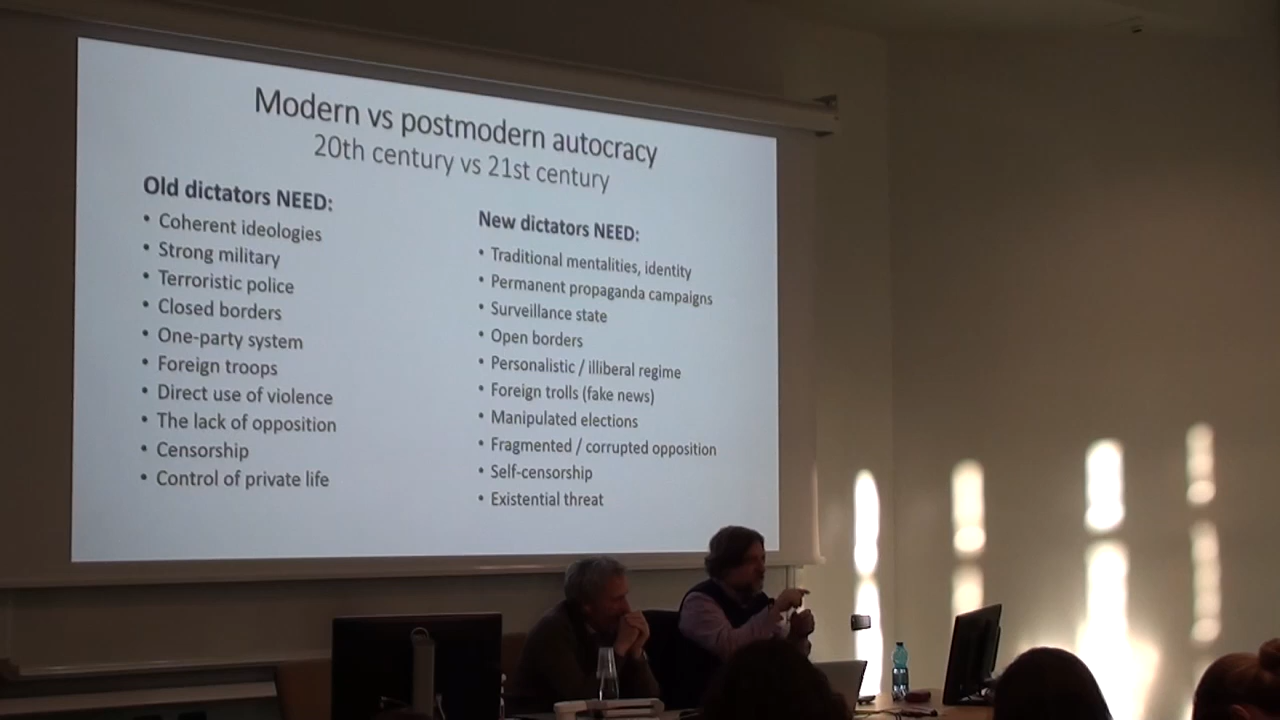 Modern vs postmodern autocracy
20th century vs 21st century
Old dictators NEED:
• Coherent ideologies
• Strong military
• Terroristic police
• Closed borders
• One-party system
• Foreign troops
• Direct use of violence
• The lack of opposition
• Censorship
• Control of private life
New dictators NEED:
• Traditional mentalities, identity
• Permanent propaganda campaigns
• Surveillance state
• Open borders
• Personalistic / illiberal regime
• Foreign trolls (fake news)
• Manipulated elections
• Fragmented / corrupted opposition
• Self-censorship
• Existential threat